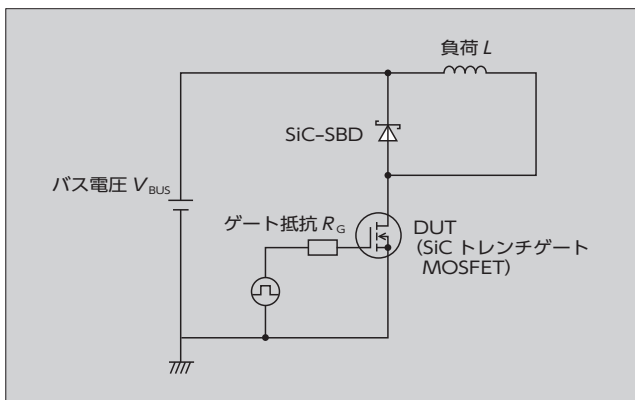 負荷 L
SiC-SBD
バス電圧 VBUS
ゲート抵抗 RG
DUT
(SiC トレンチゲート
MOSFET)